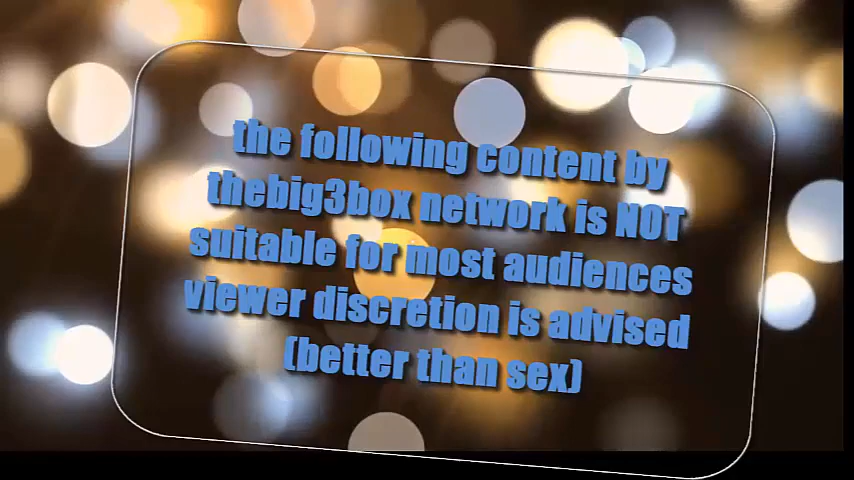 the following content by
thebig3box network is NOT
suitable for most audiences
viewer discretion is advised
(better than sex)